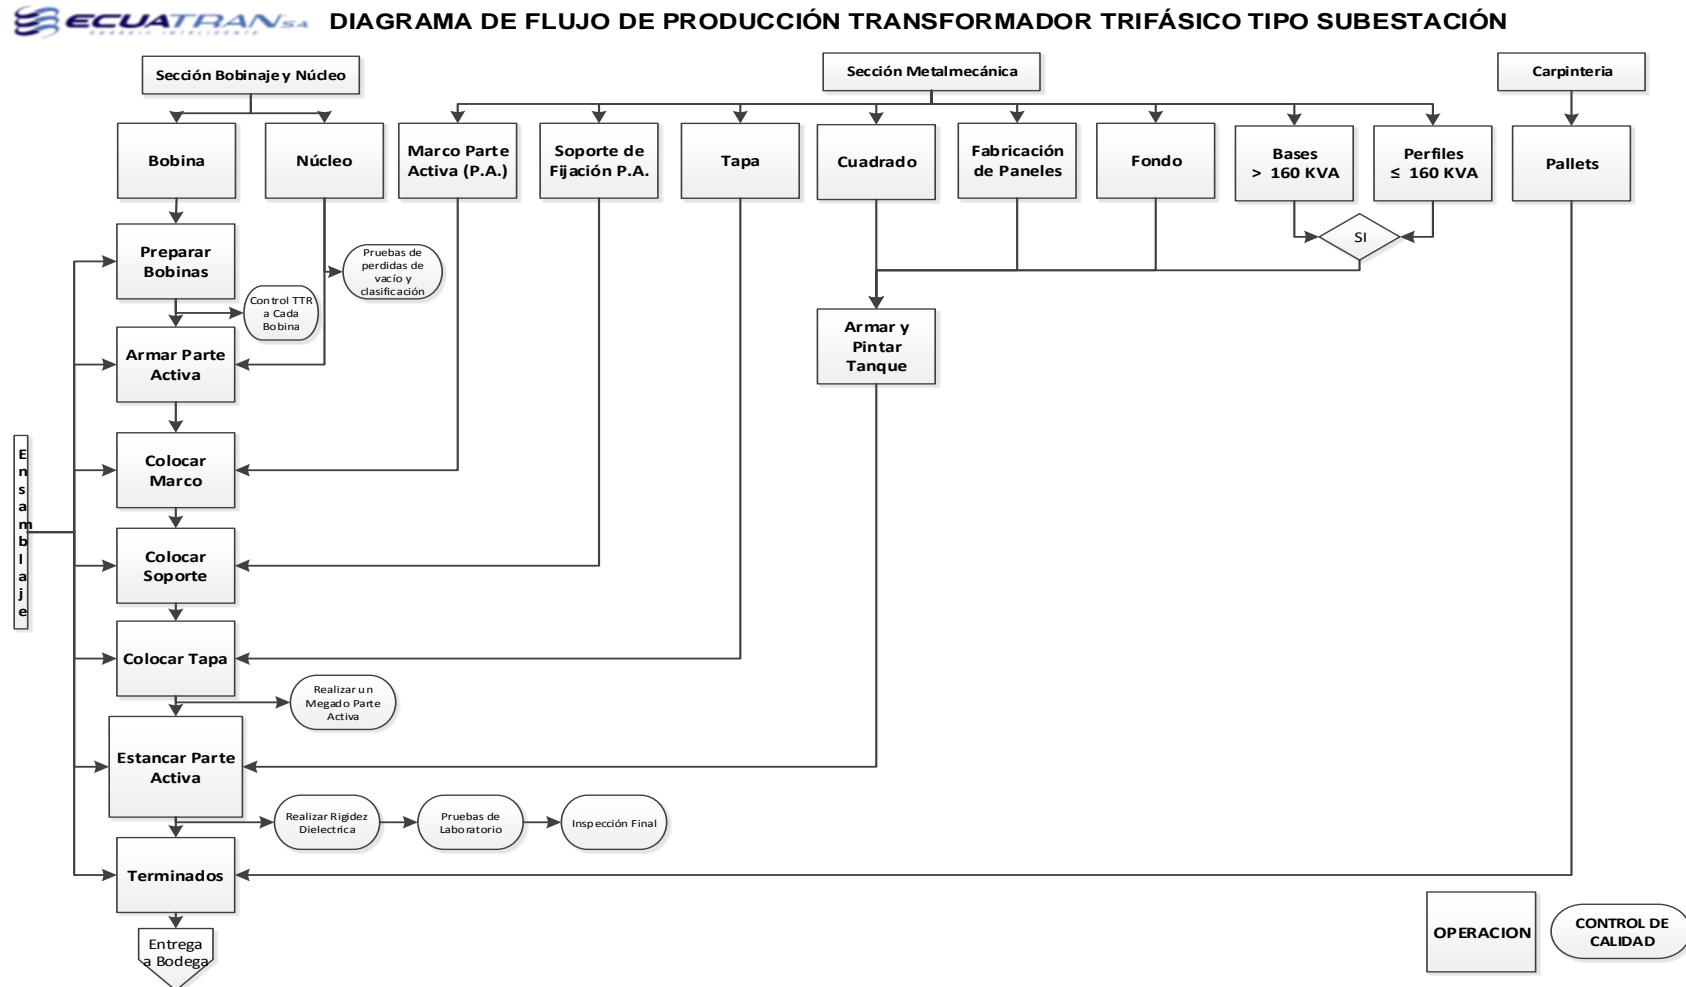 ECUATRAN S.A.
ENERGIA INTELIGENTE
DIAGRAMA DE FLUJO DE PRODUCCIÓN TRANSFORMADOR TRIFÁSICO TIPO SUBESTACIÓN
Sección Bobinaje y Núcleo
Sección Metalmecánica
Carpinteria
Bobina
Núcleo
Marco Parte
Activa (P.A.)
Soporte de
Fijación P.A.
Tapa
Cuadrado
Fabricación
de Paneles
Fondo
Bases
> 160 KVA
Perfiles
≤ 160 KVA
Pallets
SI
Preparar
Bobinas
Pruebas de
perdidas de
vacío y
clasificación
Control TTR
a Cada
Bobina
Armar Parte
Activa
Armar y
Pintar
Tanque
Ensamblaje
Colocar
Marco
Colocar
Soporte
Colocar Tapa
Realizar un
Megado Parte
Activa
Estancar Parte
Activa
Realizar Rigidez
Dielectrica
Pruebas de
Laboratorio
Inspección Final
Terminados
Entrega
a Bodega
OPERACION
CONTROL DE
CALIDAD